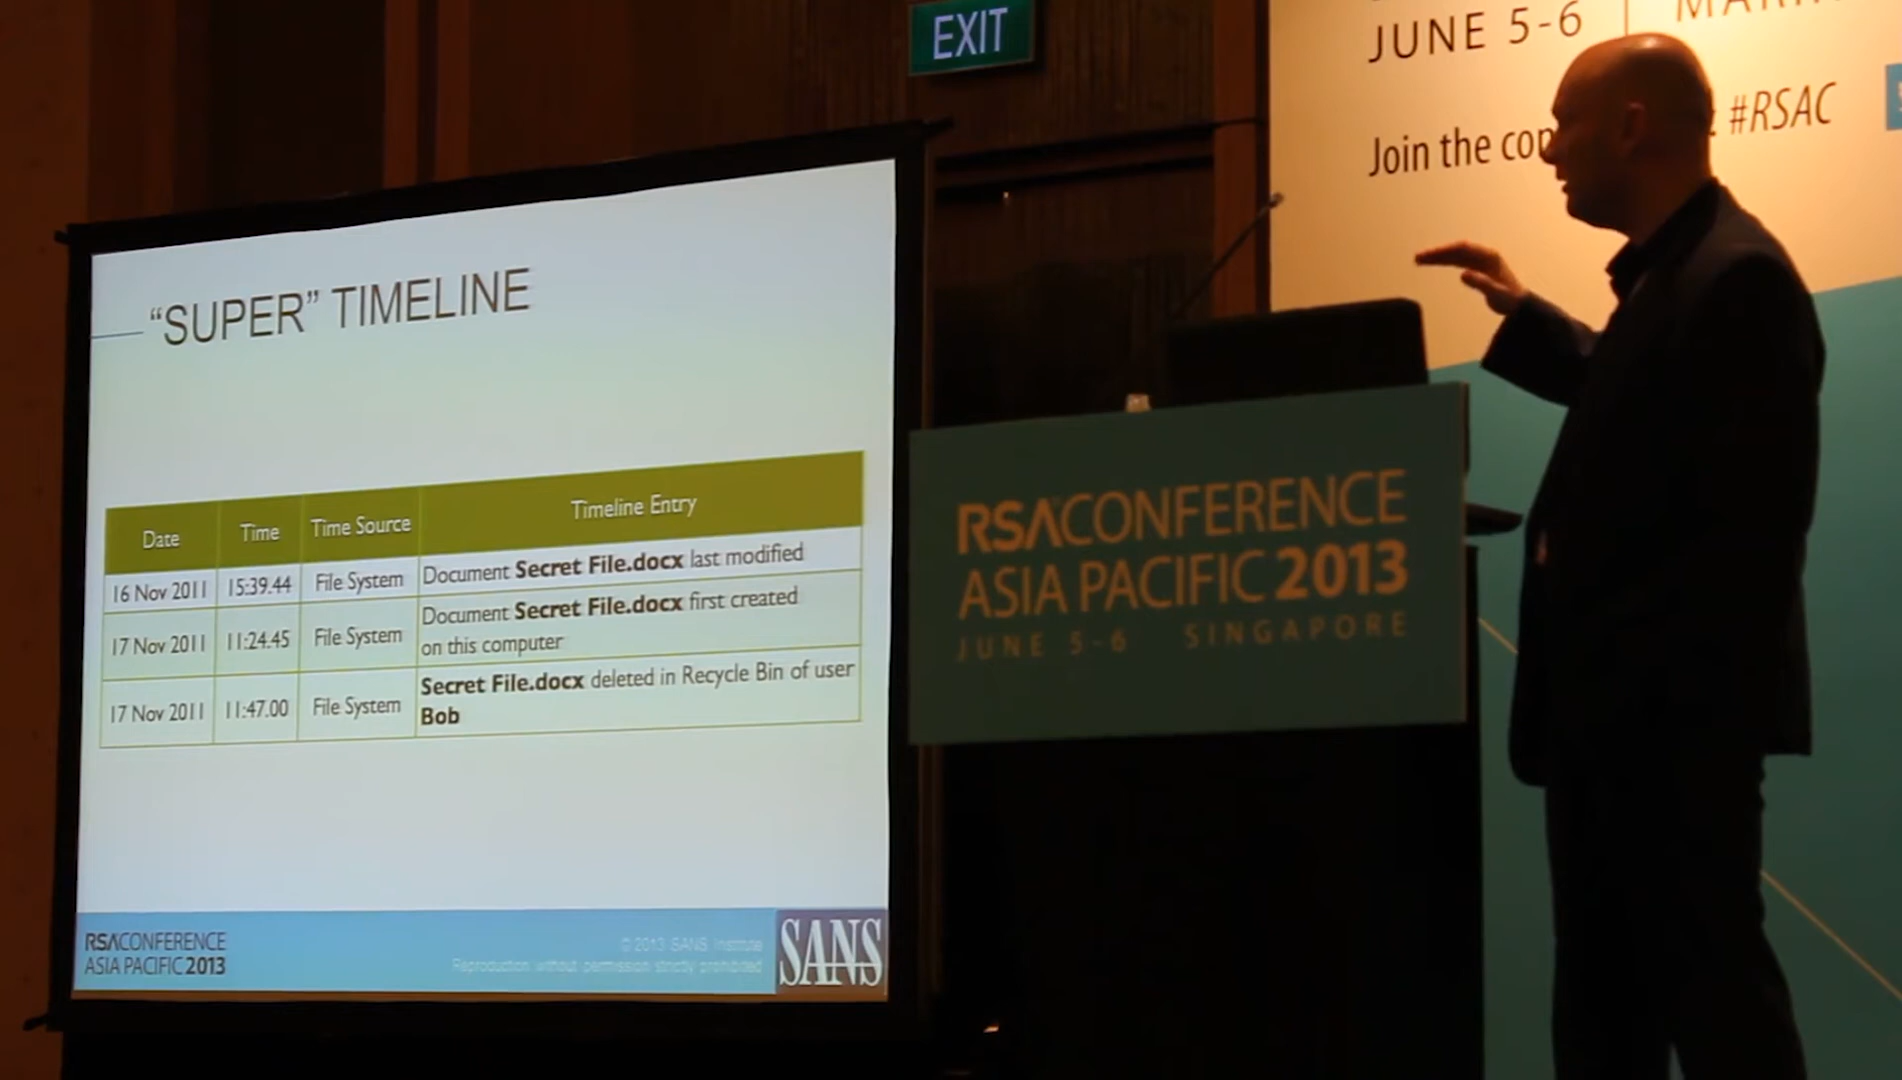 EXIT
JUNE 5-6
Join the
#RSAC
“SUPER” TIMELINE
Date Time Time Source Timeline Entry
16 Nov 2011 15:39.44 File System Document Secret File.docx last modified
17 Nov 2011 11:24.45 File System Document Secret File.docx first created
on this computer
17 Nov 2011 11:47.00 File System Secret File.docx deleted in Recycle Bin of user
Bob
RSACONFERENCE
ASIA PACIFIC 2013
© 2013 SANS Institute
Reproduction without permission strictly prohibited
SANS
RSACONFERENCE
ASIA PACIFIC 2013
JUNE 5-6 SINGAPORE